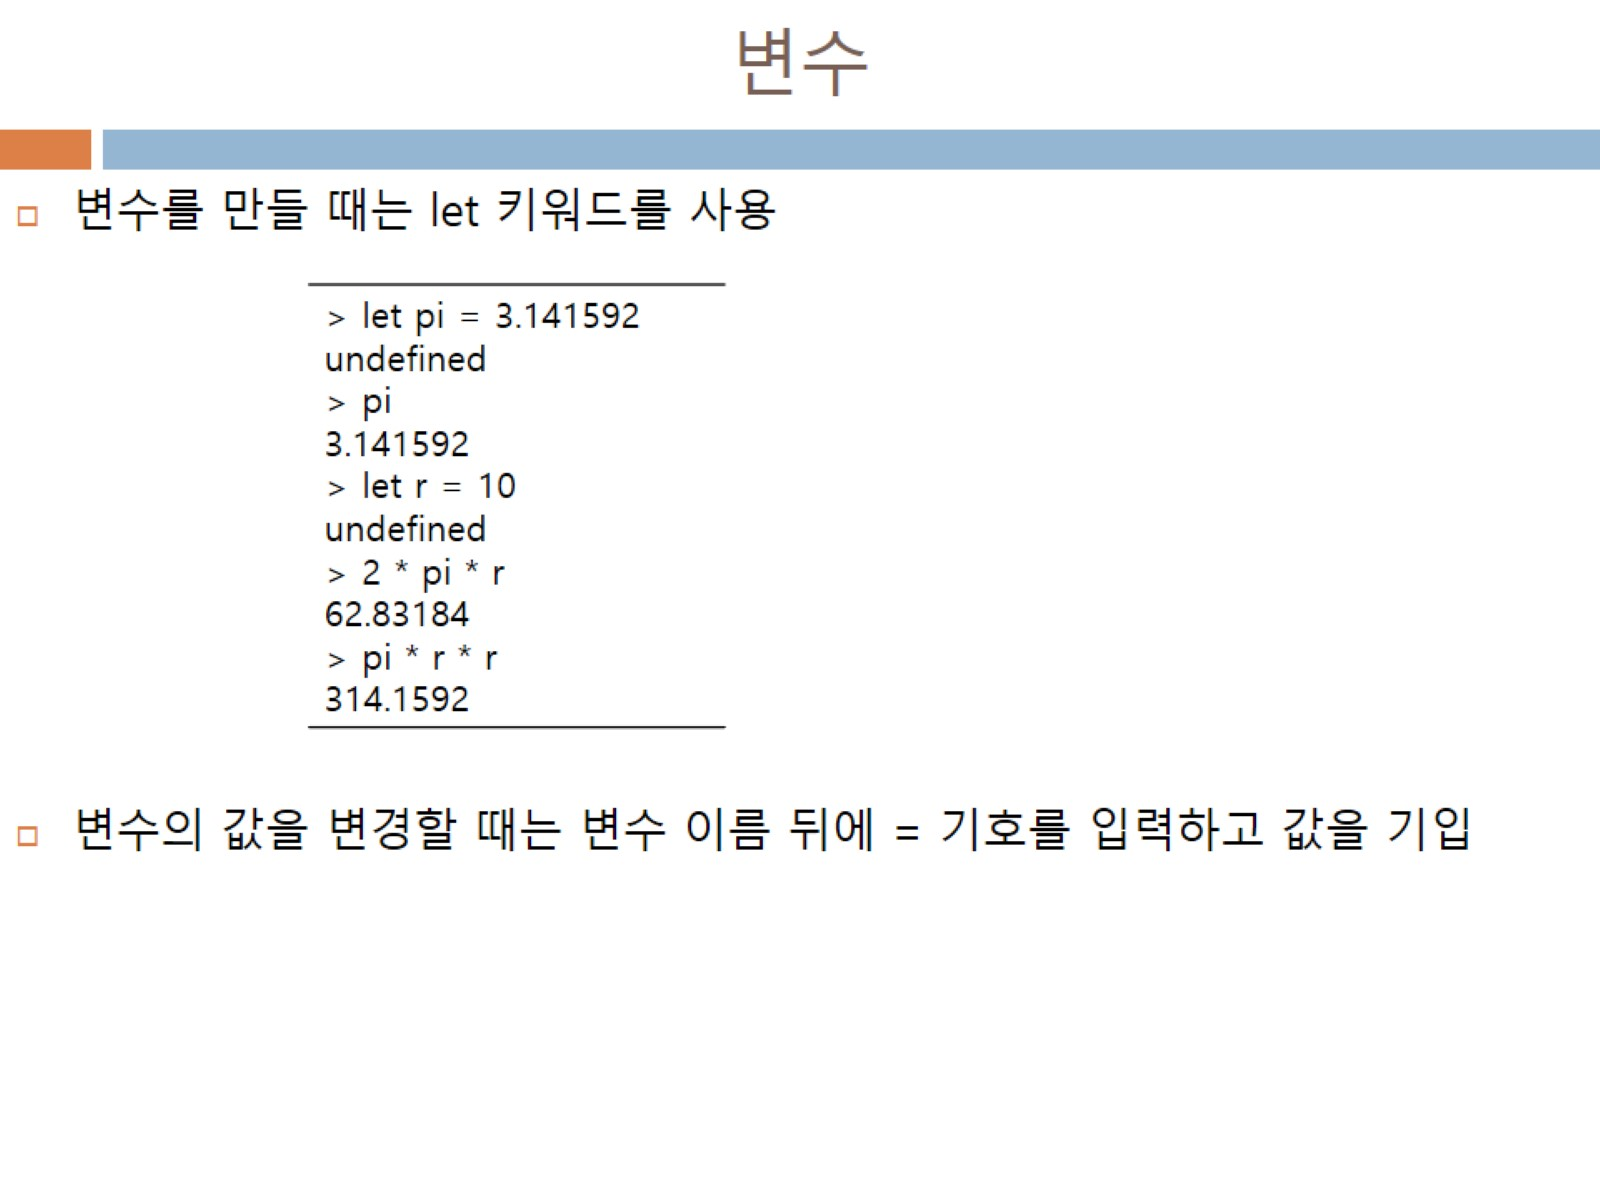 변수
변수를 만들 때는 let 키워드를 사용
> let pi = 3.141592
undefined
> pi
3.141592
> let r = 10
undefined
> 2 * pi * r
62.83184
> pi * r * r
314.1592
변수의 값을 변경할 때는 변수 이름 뒤에 = 기호를 입력하고 값을 기입